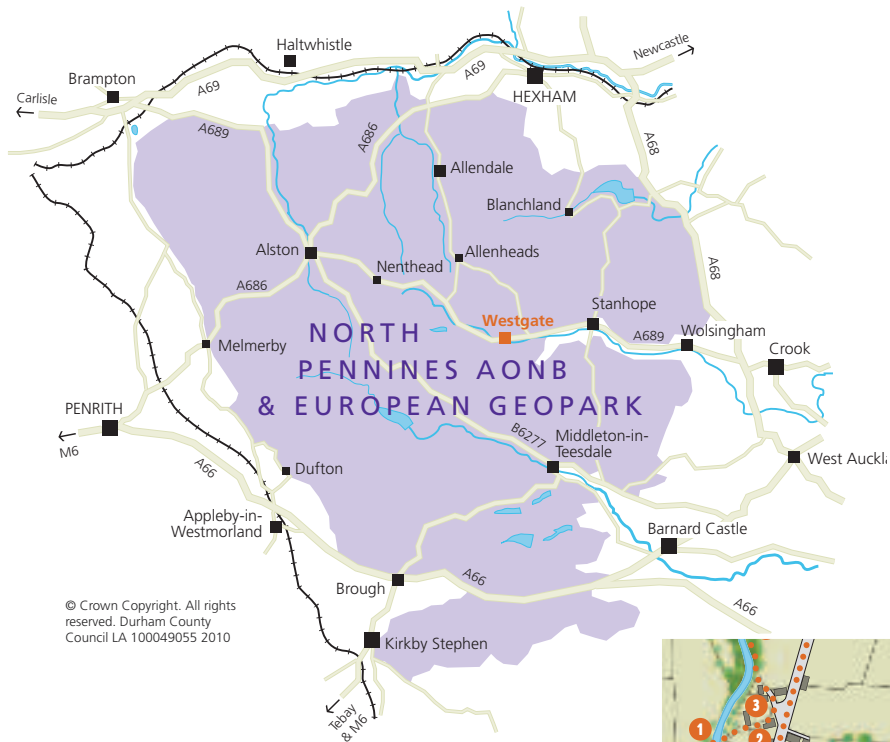 Haltwhistle
Newcastle
Brampton
A69
HEXHAM
Carlisle
A69
A689
A686
A68
Allendale
Blanchland
Alston
Nenthead
Allenheads
A68
A686
Stanhope
Westgate
A689
Wolsingham
NORTH
Melmerby
Crook
PENNINES AONB
PENRITH
& EUROPEAN GEOPARK
M6
B6277
Middleton-in-
Teesdale
A66
Dufton
West Auckl
Appleby-in-
Westmorland
Barnard Castle
Brough
A66
A66
© Crown Copyright. All rights
reserved. Durham County
Council LA 100049055 2010
Kirkby Stephen
Tebay
& M6
3
1
2